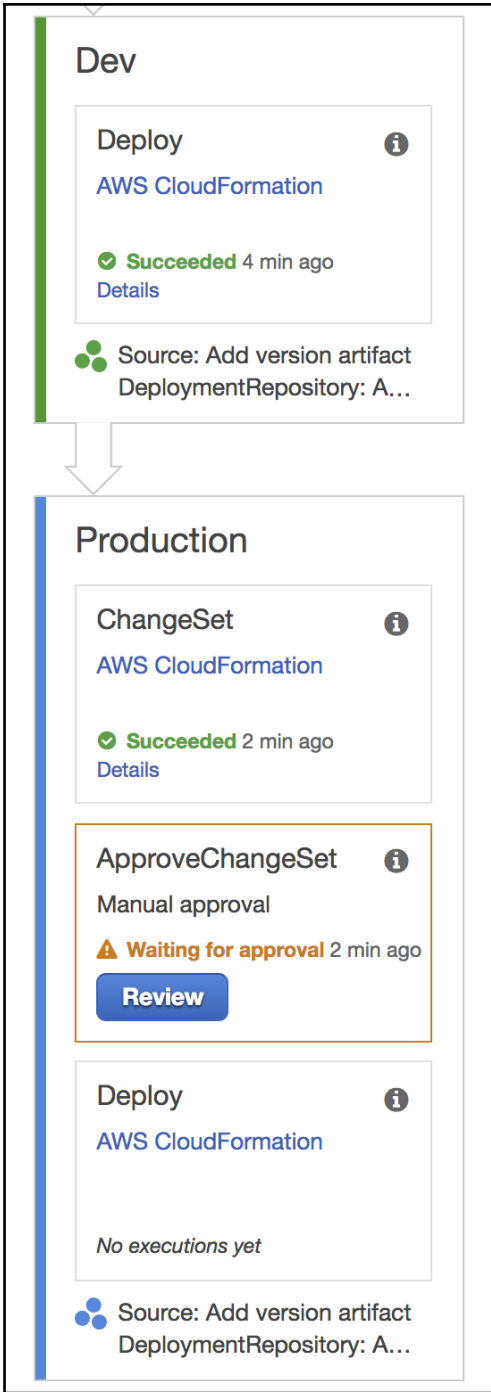 Dev
Deploy
AWS CloudFormation
Succeeded 4 min ago
Details
Source: Add version artifact
DeploymentRepository: A...
Production
ChangeSet
AWS CloudFormation
Succeeded 2 min ago
Details
ApproveChangeSet
Manual approval
Waiting for approval 2 min ago
Review
Deploy
AWS CloudFormation
No executions yet
Source: Add version artifact
DeploymentRepository: A...